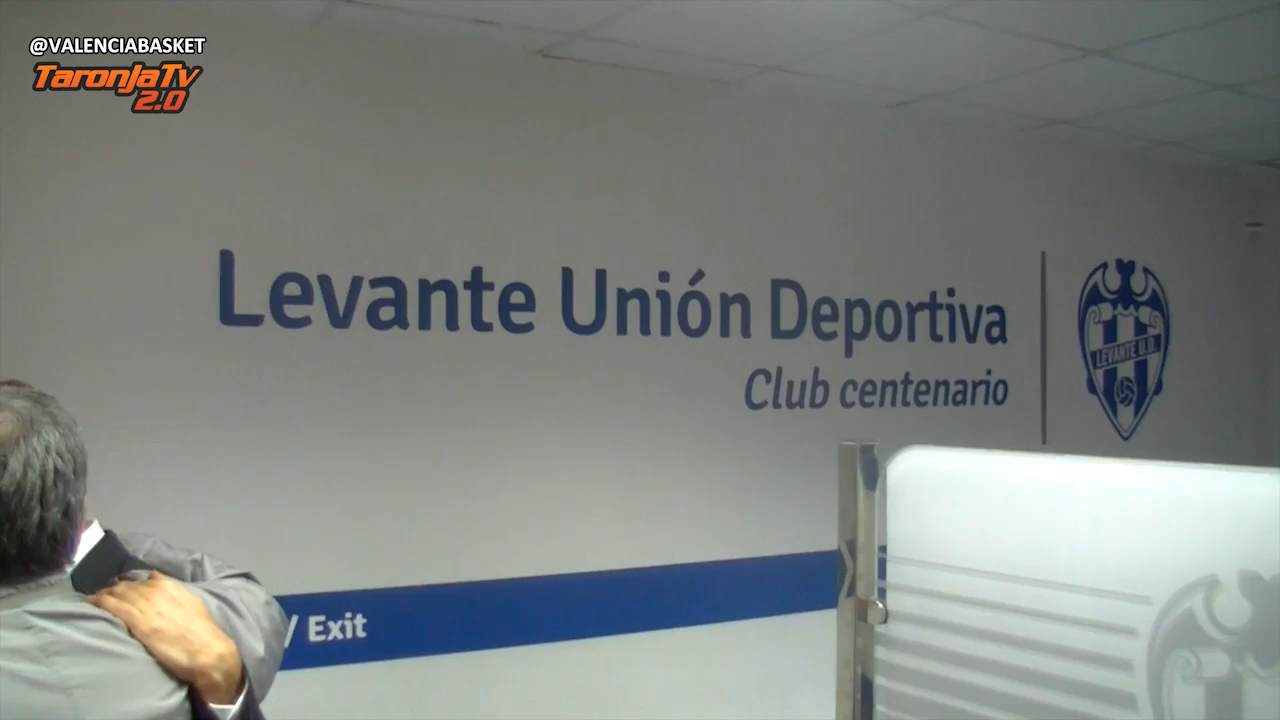 @VALENCIABASKET
TaronjaTv
2.0
Levante Unión Deportiva
Club centenario
LEVANTE U.D.
/ Exit